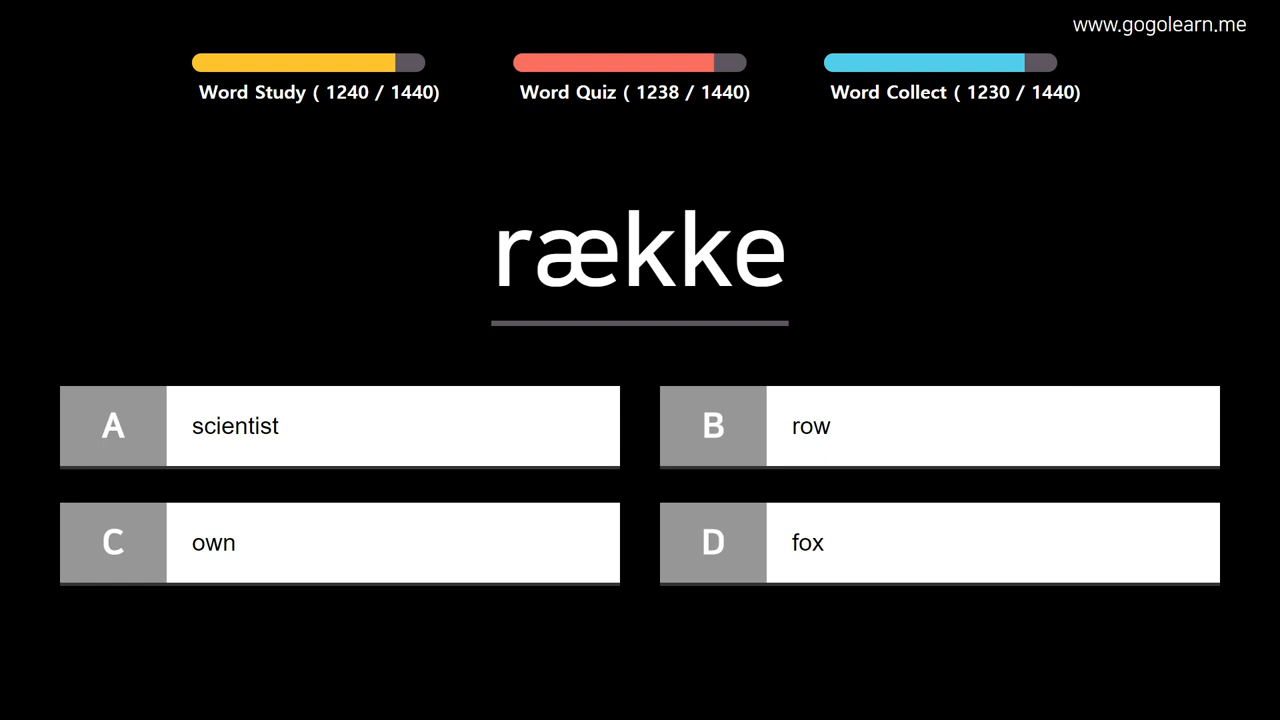 www.gogolearn.me
Word Study ( 1240 / 1440)
Word Quiz ( 1238 / 1440)
Word Collect ( 1230 / 1440)
række
A scientist
B row
C own
D fox